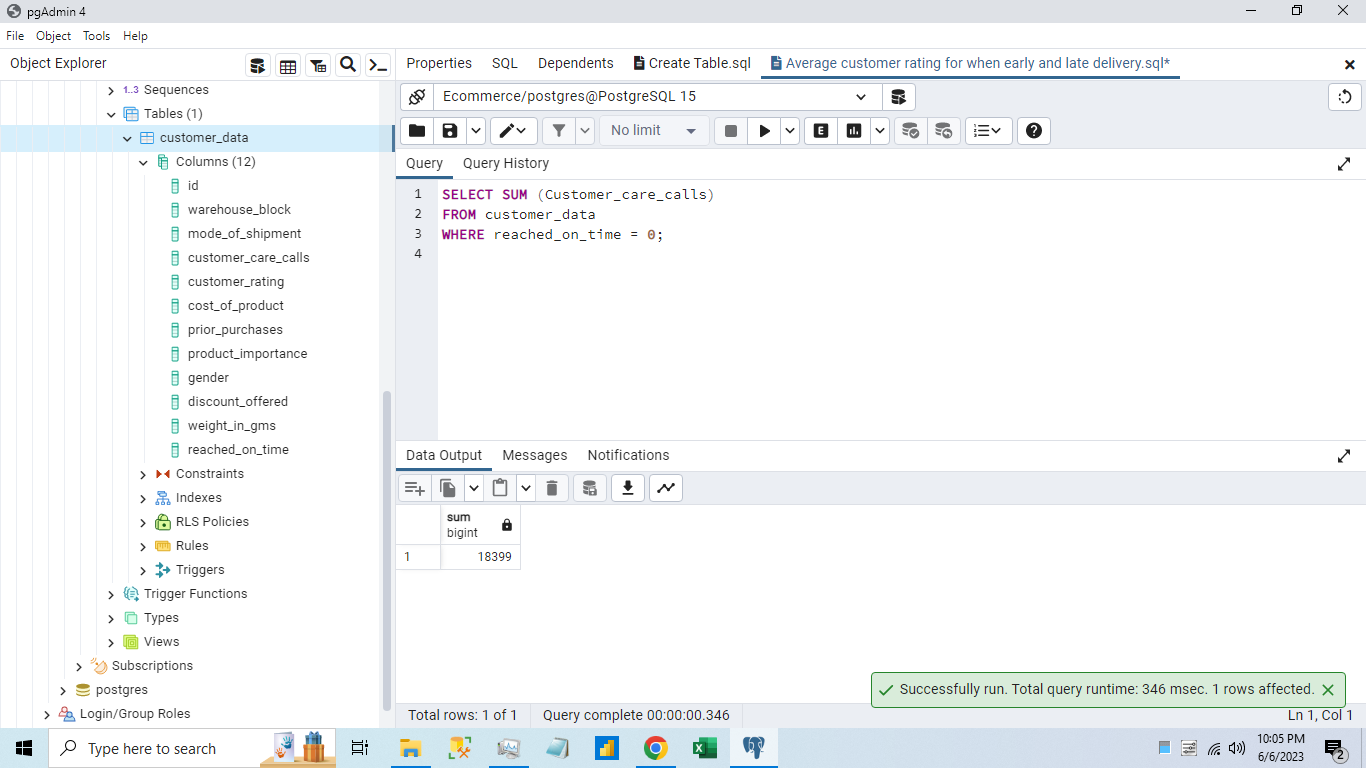 pgAdmin 4
File Object Tools Help
Object Explorer
Properties SQL Dependents Create Table.sql Average customer rating for when early and late delivery.sql*
Ecommerce/postgres@PostgreSQL 15
No limit
E
Query Query History
1 SELECT SUM (Customer_care_calls)
2 FROM customer_data
3 WHERE reached_on_time = 0;
4
1..3 Sequences
Tables (1)
customer_data
Columns (12)
id
warehouse_block
mode_of_shipment
customer_care_calls
customer_rating
cost_of_product
prior_purchases
product_importance
gender
discount_offered
weight_in_gms
reached_on_time
Constraints
Indexes
RLS Policies
Rules
Triggers
Trigger Functions
Types
Views
Subscriptions
postgres
Login/Group Roles
Data Output Messages Notifications
sum
bigint
1 18399
Successfully run. Total query runtime: 346 msec. 1 rows affected.
Total rows: 1 of 1 Query complete 00:00:00.346 Ln 1, Col 1
Type here to search
10:05 PM
6/6/2023
2